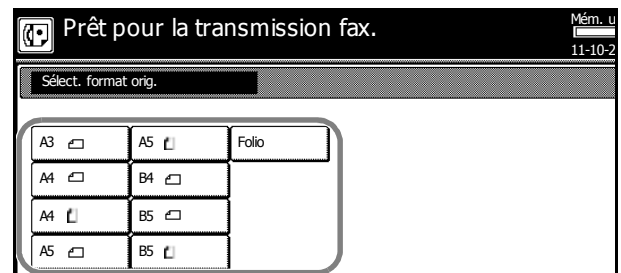 Prêt pour la transmission fax.
Mém. u
11-10-2
Sélect. format orig.
A3 A5 Folio
A4 B4
A4 B5
A5 B5